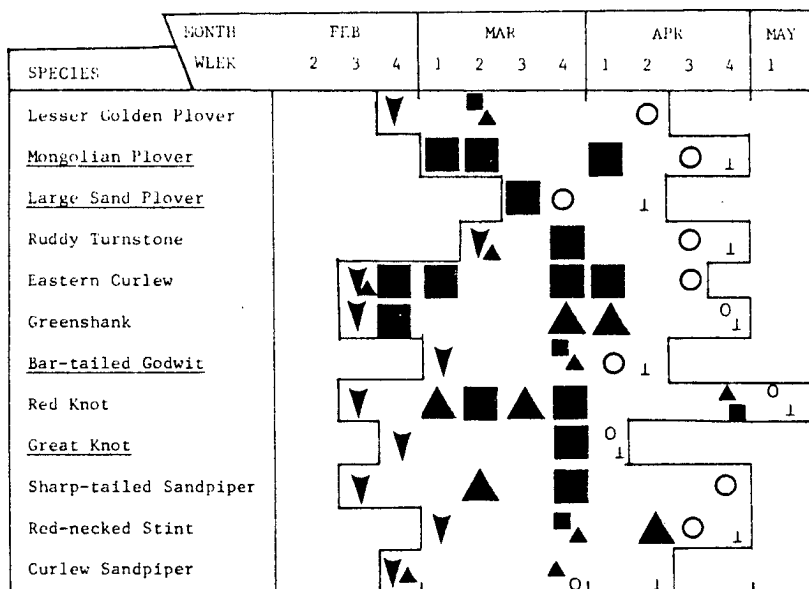 MONTH FEB MAR APR MAY
WEEK 2 3 4 1 2 3 4 1 2 3 4 1
SPECIES
Lesser Golden Plover
Mongolian Plover
Large Sand Plover
Ruddy Turnstone
Eastern Curlew
Greenshank
Bar-tailed Godwit
Red Knot
Great Knot
Sharp-tailed Sandpiper
Red-necked Stint
Curlew Sandpiper